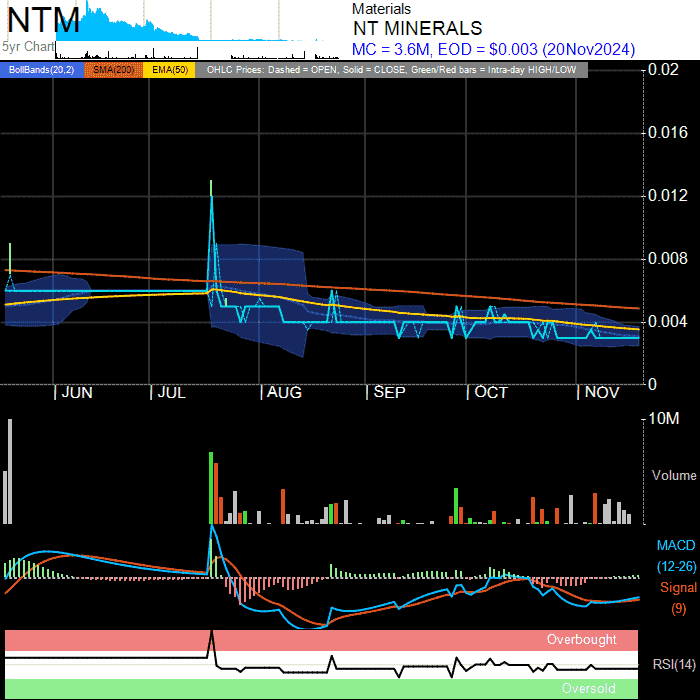 NTM
5yr Chart
Materials
NT MINERALS
MC = 3.6M, EOD = $0.003 (20Nov2024)
BollBands(20,2) SMA(200) EMA(50) OHLC Prices: Dashed = OPEN, Solid = CLOSE, Green/Red bars = Intra-day HIGH/LOW
0.02
0.016
0.012
0.008
0.004
0
JUN JUL AUG SEP OCT NOV
10M
Volume
MACD
(12-26)
Signal
(9)
Overbought
RSI(14)
Oversold